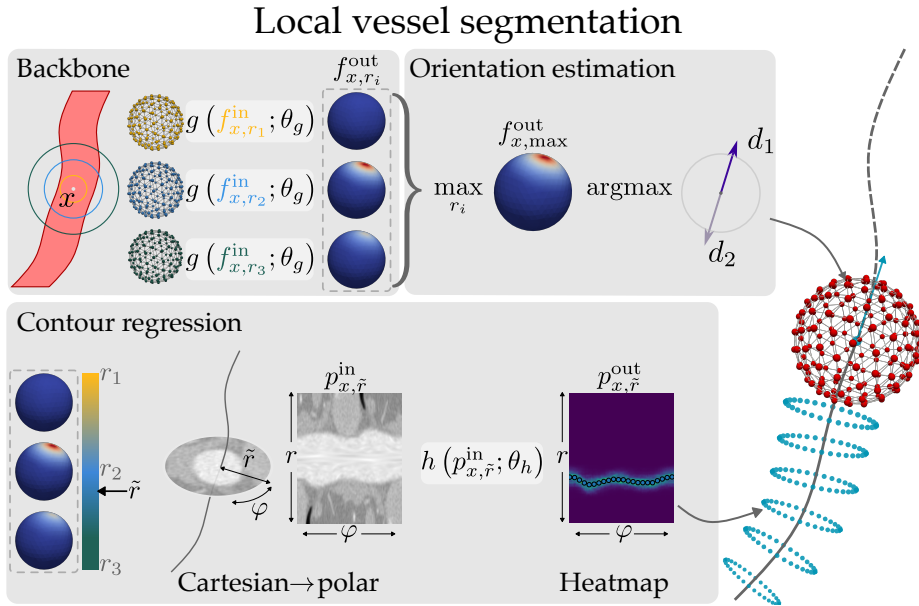 Local vessel segmentation
Backbone
f^out_{x,r_i}
x
g (f^in_{x,r_1}; θ_g)
g (f^in_{x,r_2}; θ_g)
g (f^in_{x,r_3}; θ_g)
Orientation estimation
max r_i
f^out_{x,max}
argmax
d_1
d_2
Contour regression
r_1
r_2
r̃
r_3
r̃
φ
Cartesian→polar
p^in_{x,r̃}
r
φ
h (p^in_{x,r̃}; θ_h)
p^out_{x,r̃}
r
φ
Heatmap